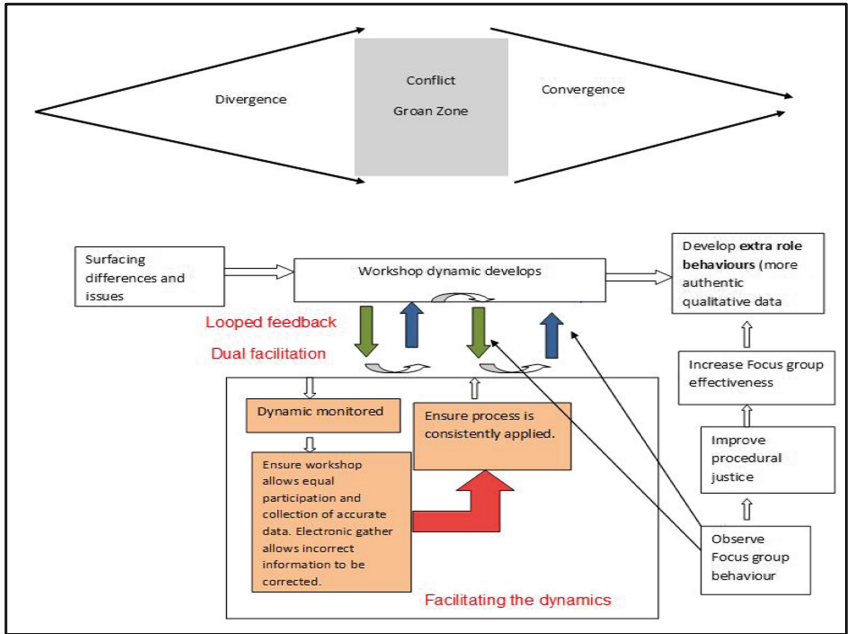 Divergence
Conflict
Groan Zone
Convergence
Surfacing
differences and
issues
Workshop dynamic develops
Develop extra role
behaviours (more
authentic
qualitative data
Looped feedback
Dual facilitation
Dynamic monitored
Ensure process is
consistently applied.
Ensure workshop
allows equal
participation and
collection of accurate
data. Electronic gather
allows incorrect
information to be
corrected.
Facilitating the dynamics
Increase Focus group
effectiveness
Improve
procedural
justice
Observe
Focus group
behaviour